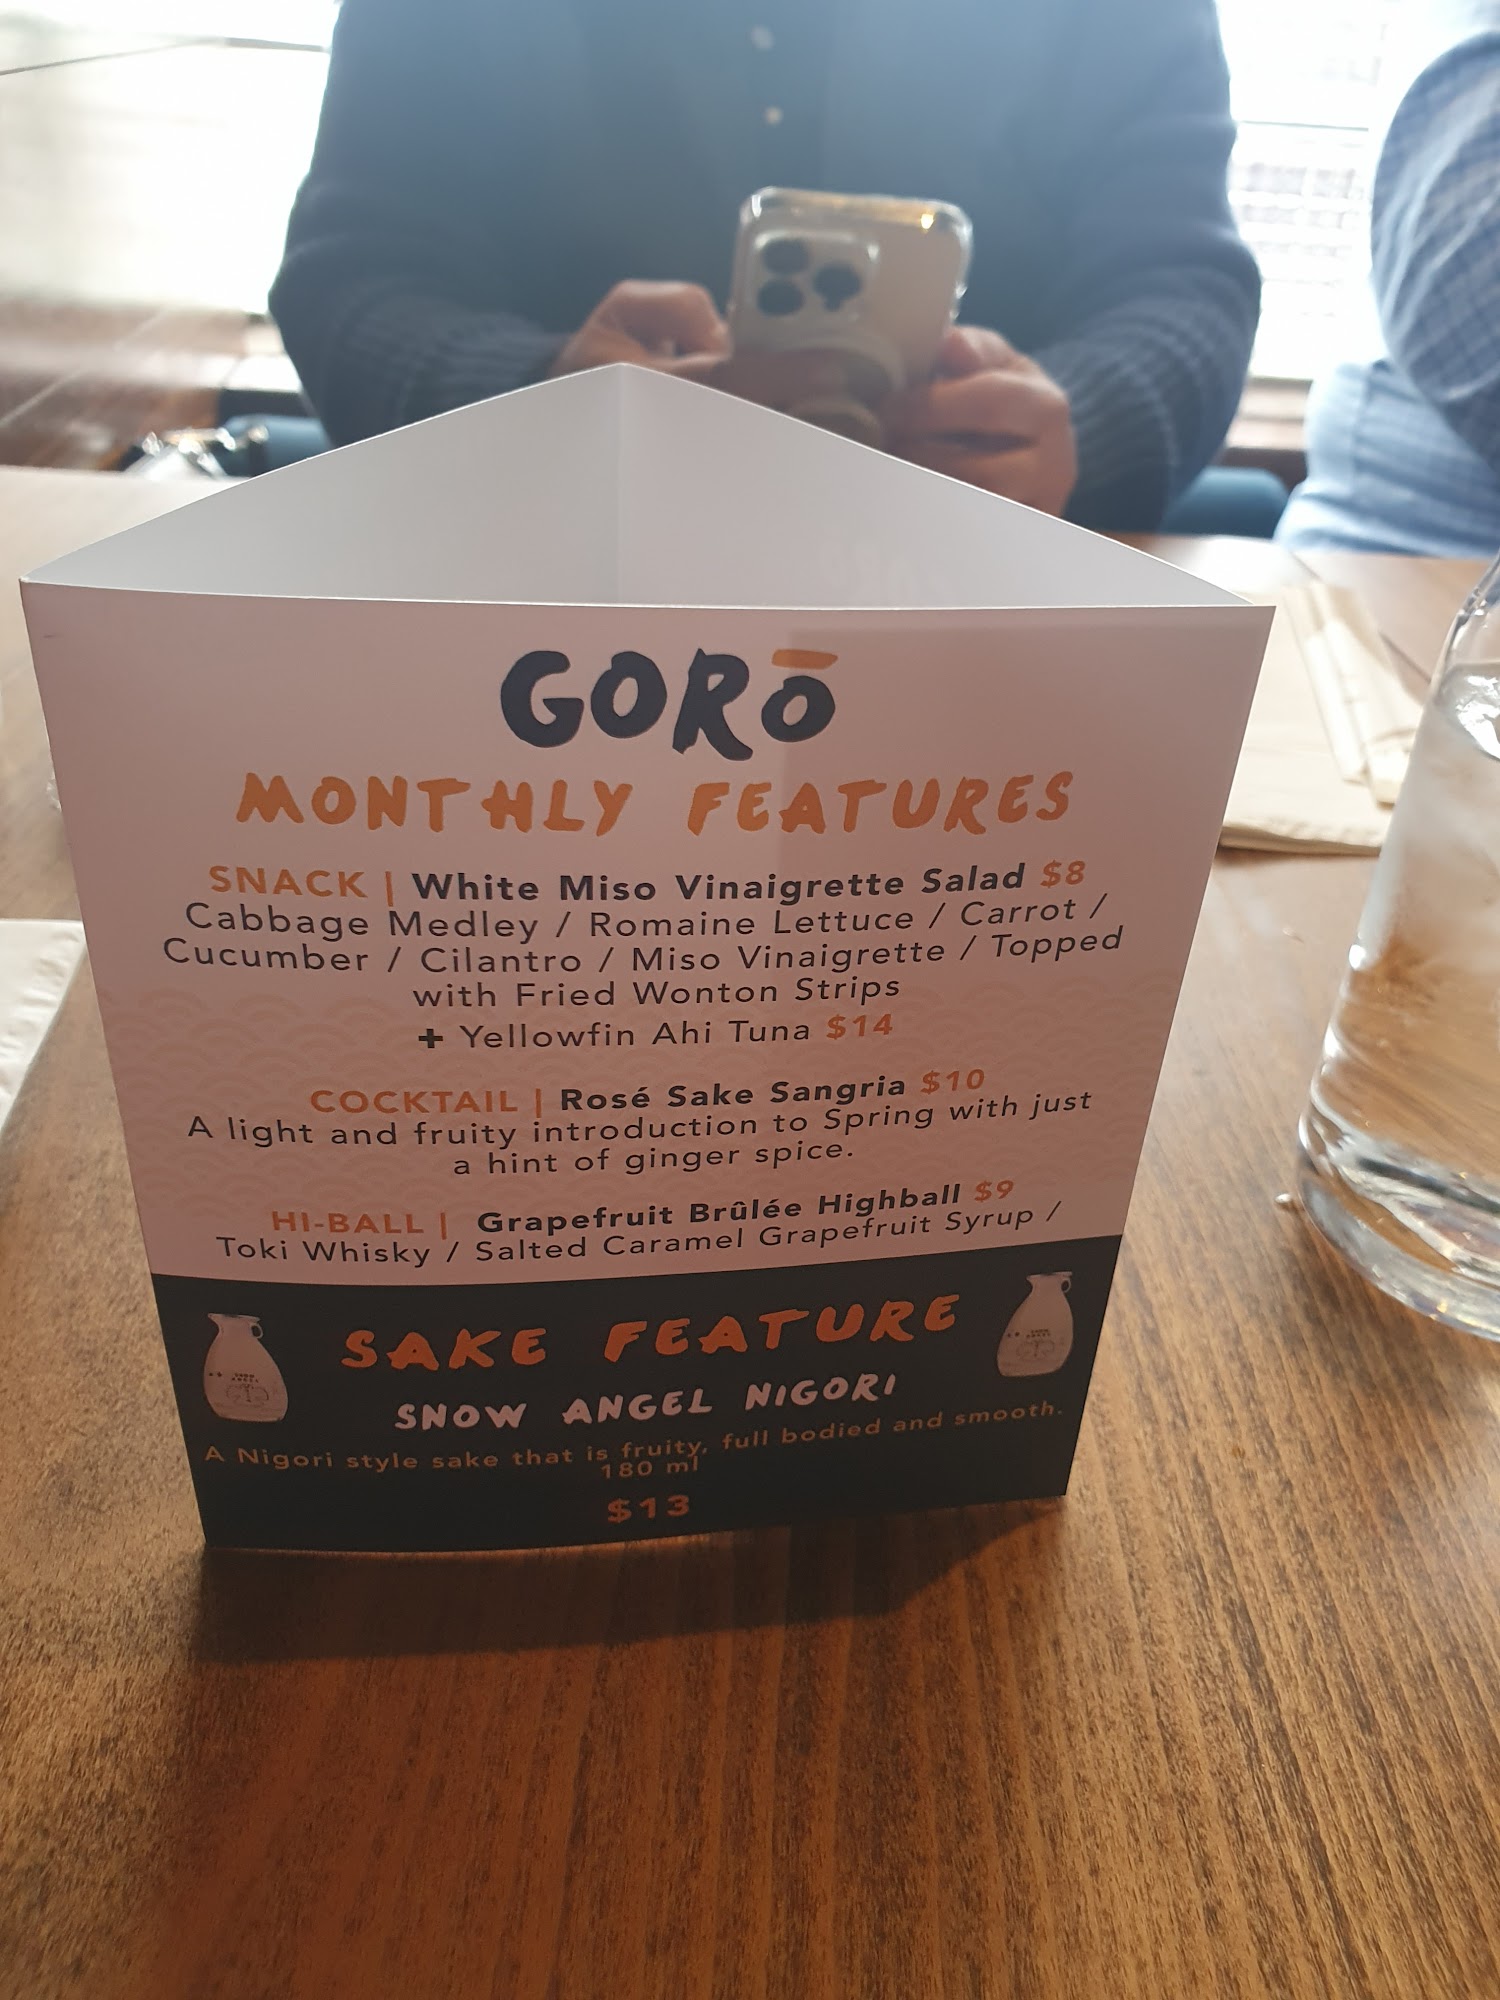 GORō
MONTHLY FEATURES
SNACK | White Miso Vinaigrette Salad $8
Cabbage Medley / Romaine Lettuce / Carrot /
Cucumber / Cilantro / Miso Vinaigrette / Topped
with Fried Wonton Strips
+ Yellowfin Ahi Tuna $14
COCKTAIL | Rosé Sake Sangria $10
A light and fruity introduction to Spring with just
a hint of ginger spice.
HI-BALL | Grapefruit Brûlée Highball $9
Toki Whisky / Salted Caramel Grapefruit Syrup /
SAKE FEATURE
SNOW ANGEL NIGORI
A Nigori style sake that is fruity, full bodied and smooth.
180 ml
$13